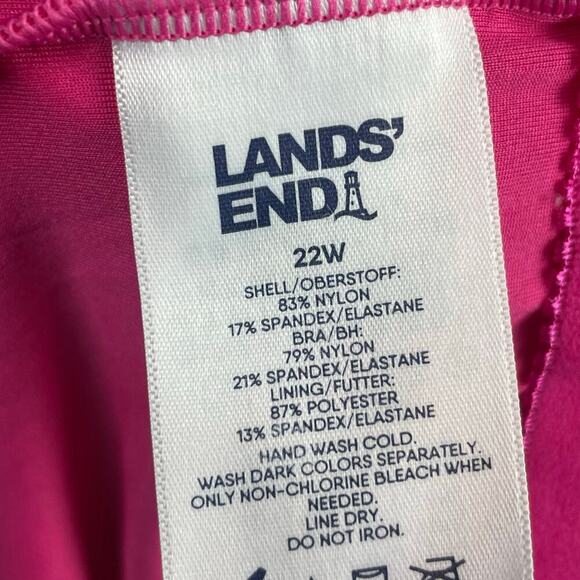 LANDS'
END
22W
SHELL/OBERSTOFF:
83% NYLON
17% SPANDEX/ELASTANE
BRA/BH:
79% NYLON
21% SPANDEX/ELASTANE
LINING/FUTTER:
87% POLYESTER
13% SPANDEX/ELASTANE
HAND WASH COLD.
WASH DARK COLORS SEPARATELY.
ONLY NON-CHLORINE BLEACH WHEN
NEEDED.
LINE DRY.
DO NOT IRON.